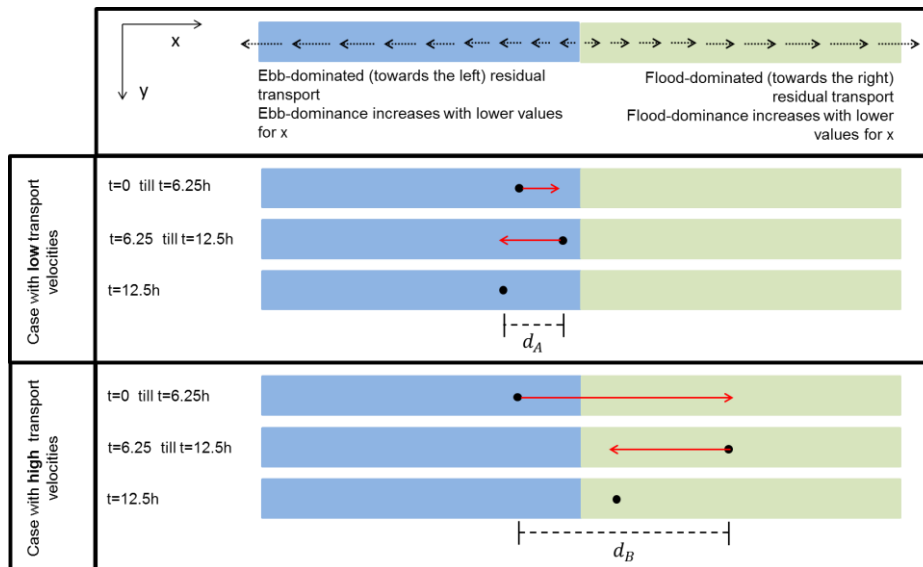 x
y
Ebb-dominated (towards the left) residual
transport
Ebb-dominance increases with lower values
for x
Flood-dominated (towards the right)
residual transport
Flood-dominance increases with lower
values for x
Case with low transport
velocities
t=0 till t=6.25h
t=6.25 till t=12.5h
t=12.5h
d_A
Case with high transport
velocities
t=0 till t=6.25h
t=6.25 till t=12.5h
t=12.5h
d_B